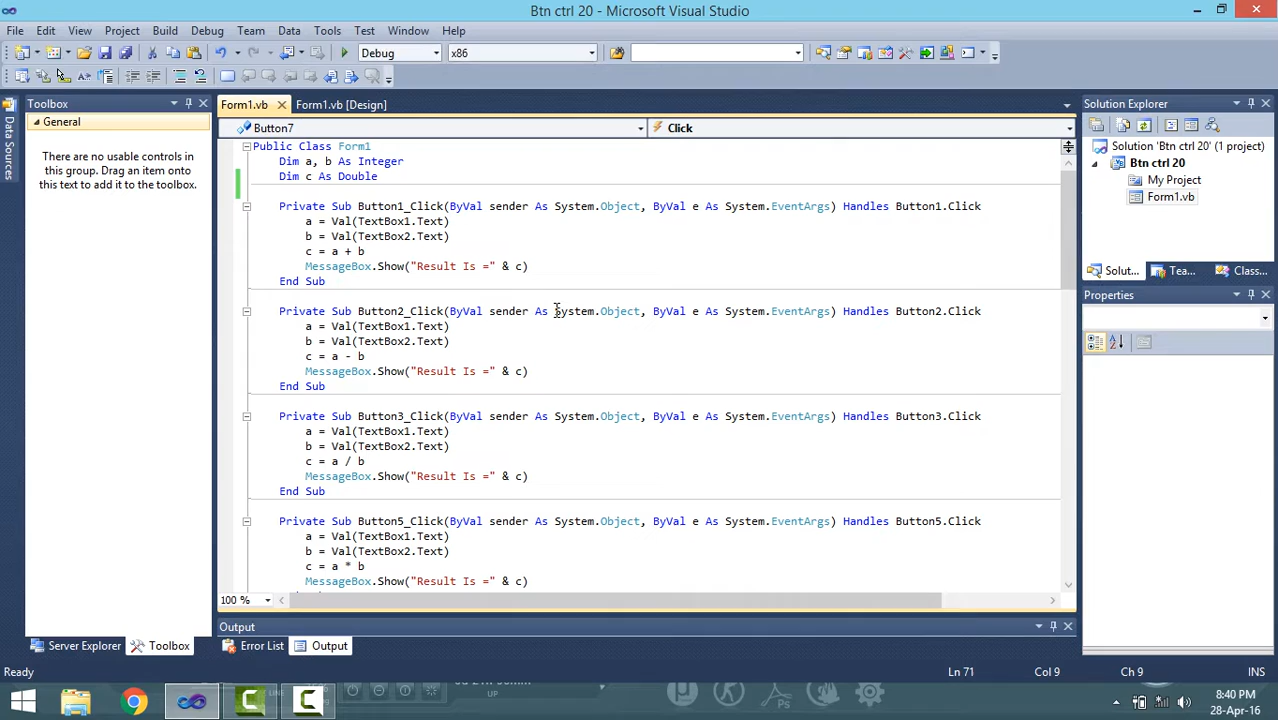 Btn ctrl 20 - Microsoft Visual Studio
File Edit View Project Build Debug Team Data Tools Test Window Help
Debug x86
Toolbox
Form1.vb Form1.vb [Design]
Solution Explorer
Data Sources
General
There are no usable controls in this group. Drag an item onto this text to add it to the toolbox.
Button7 Click
Public Class Form1
Dim a, b As Integer
Dim c As Double
Private Sub Button1_Click(ByVal sender As System.Object, ByVal e As System.EventArgs) Handles Button1.Click
a = Val(TextBox1.Text)
b = Val(TextBox2.Text)
c = a + b
MessageBox.Show("Result Is =" & c)
End Sub
Private Sub Button2_Click(ByVal sender As System.Object, ByVal e As System.EventArgs) Handles Button2.Click
a = Val(TextBox1.Text)
b = Val(TextBox2.Text)
c = a - b
MessageBox.Show("Result Is =" & c)
End Sub
Private Sub Button3_Click(ByVal sender As System.Object, ByVal e As System.EventArgs) Handles Button3.Click
a = Val(TextBox1.Text)
b = Val(TextBox2.Text)
c = a / b
MessageBox.Show("Result Is =" & c)
End Sub
Private Sub Button5_Click(ByVal sender As System.Object, ByVal e As System.EventArgs) Handles Button5.Click
a = Val(TextBox1.Text)
b = Val(TextBox2.Text)
c = a * b
MessageBox.Show("Result Is =" & c)
100 %
Solution 'Btn ctrl 20' (1 project)
Btn ctrl 20
My Project
Form1.vb
Solut... Tea... Class...
Properties
Output
Server Explorer Toolbox Error List Output
Ready Ln 71 Col 9 Ch 9 INS
LINE
UP
Ps
8:40 PM
28-Apr-16